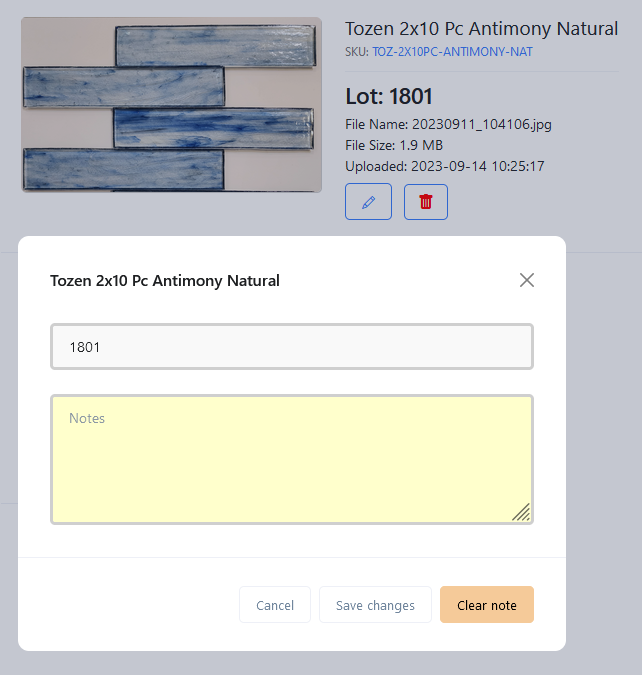 Tozen 2x10 Pc Antimony Natural
SKU: TOZ-2X10PC-ANTIMONY-NAT
Lot: 1801
File Name: 20230911_104106.jpg
File Size: 1.9 MB
Uploaded: 2023-09-14 10:25:17
Tozen 2x10 Pc Antimony Natural
1801
Notes
Cancel
Save changes
Clear note